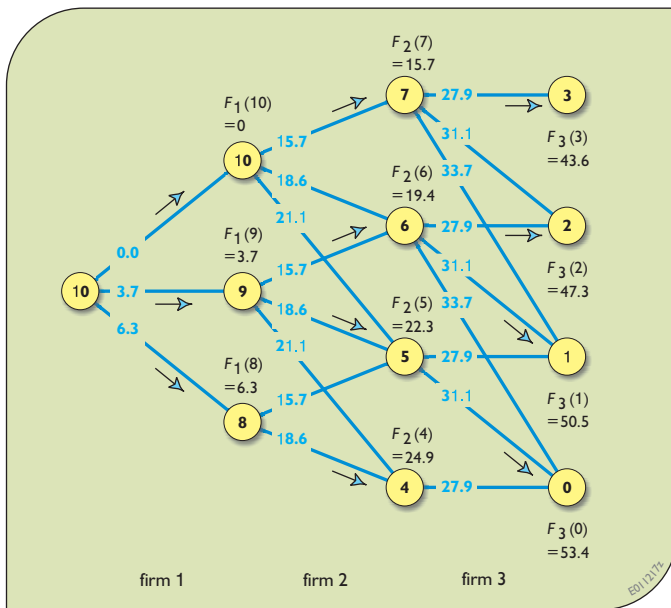 F2(7)
=15.7
7
27.9
3
F1(10)
=0
31.1
F3(3)
=43.6
15.7
10
F2(6)
=19.4
33.7
18.6
6
27.9
2
21.1
F1(9)
=3.7
31.1
F3(2)
=47.3
0.0
15.7
10
3.7
9
F2(5)
=22.3
33.7
18.6
6.3
21.1
5
27.9
1
F1(8)
=6.3
31.1
F3(1)
=50.5
15.7
8
18.6
F2(4)
=24.9
4
27.9
0
F3(0)
=53.4
firm 1
firm 2
firm 3
E011217z